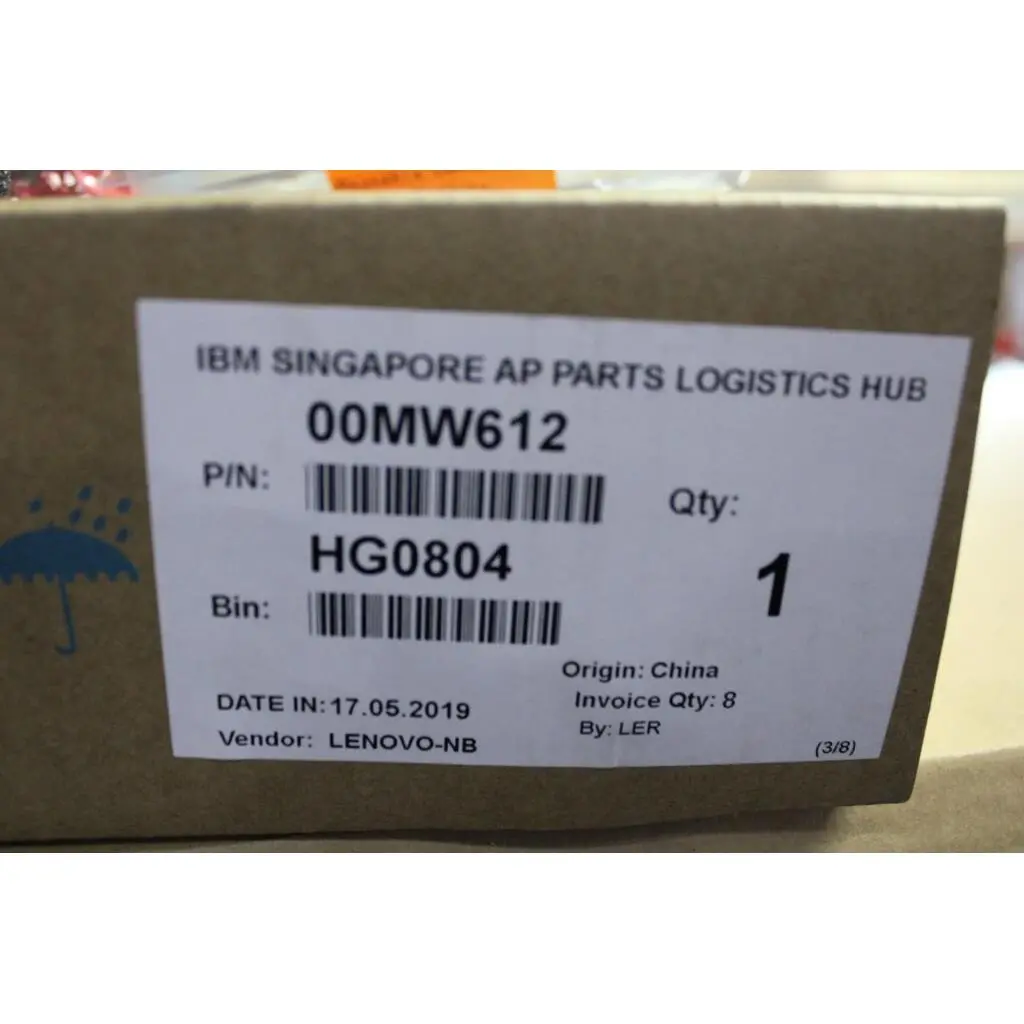 IBM SINGAPORE AP PARTS LOGISTICS HUB
00MW612
P/N:
Qty:
HG0804
1
Bin:
Origin: China
DATE IN: 17.05.2019
Invoice Qty: 8
By: LER
Vendor: LENOVO-NB
(3/8)